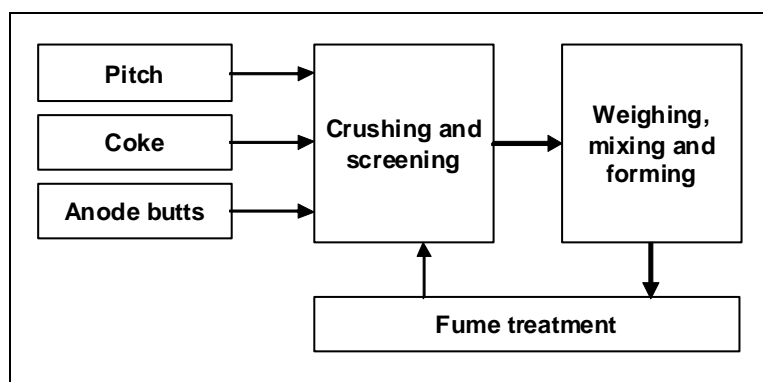 Pitch
Coke
Anode butts
Crushing and
screening
Weighing,
mixing and
forming
Fume treatment